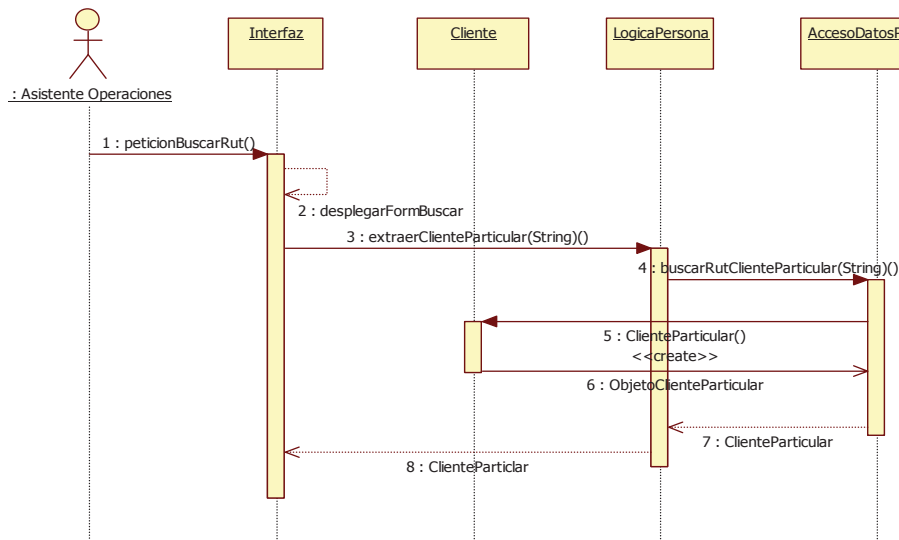 Interfaz
Cliente
LogicaPersona
AccesoDatosP
: Asistente Operaciones
1 : peticionBuscarRut()
2 : desplegarFormBuscar
3 : extraerClienteParticular(String)()
4 : buscarRutClienteParticular(String)()
5 : ClienteParticular()
<<create>>
6 : ObjetoClienteParticular
7 : ClienteParticular
8 : ClienteParticlar